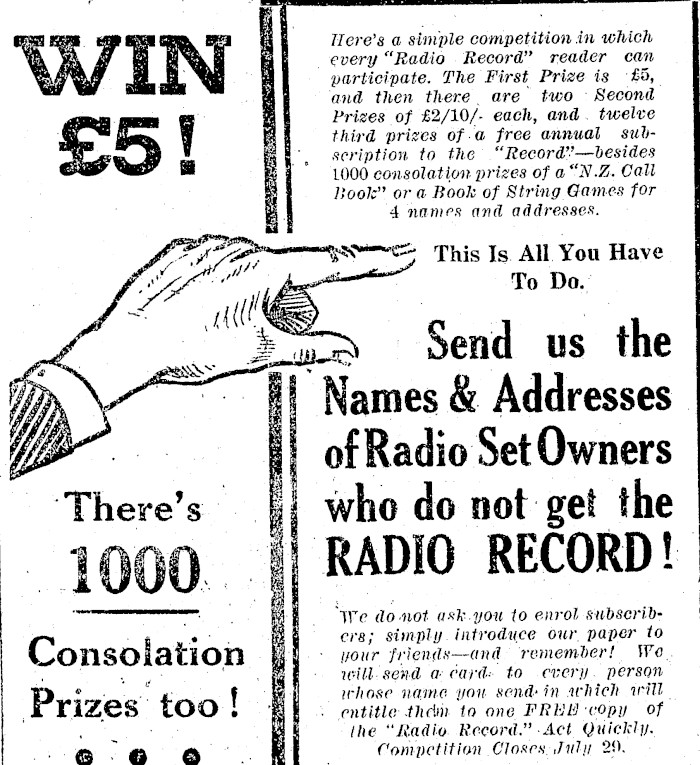 WIN
£5!
There's
1000
Consolation
Prizes too!
Here's a simple competition in which
every "Radio Record" reader can
participate. The First Prize is £5,
and then there are two Second
Prizes of £2/10/- each, and twelve
third prizes of a free annual sub-
scription to the "Record"—besides
1000 consolation prizes of a "N.Z. Call
Book" or a Book of String Games for
4 names and addresses.
This Is All You Have
To Do.
Send us the
Names & Addresses
of Radio Set Owners
who do not get the
RADIO RECORD!
We do not ask you to enrol subscrib-
ers; simply introduce our paper to
your friends—and remember! We
will send a card to every person
whose name you send in which will
entitle them to one FREE copy of
the "Radio Record." Act Quickly.
Competition Closes July 29.